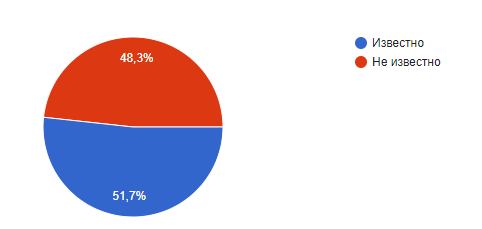 48,3%
51,7%
Известно
Не известно